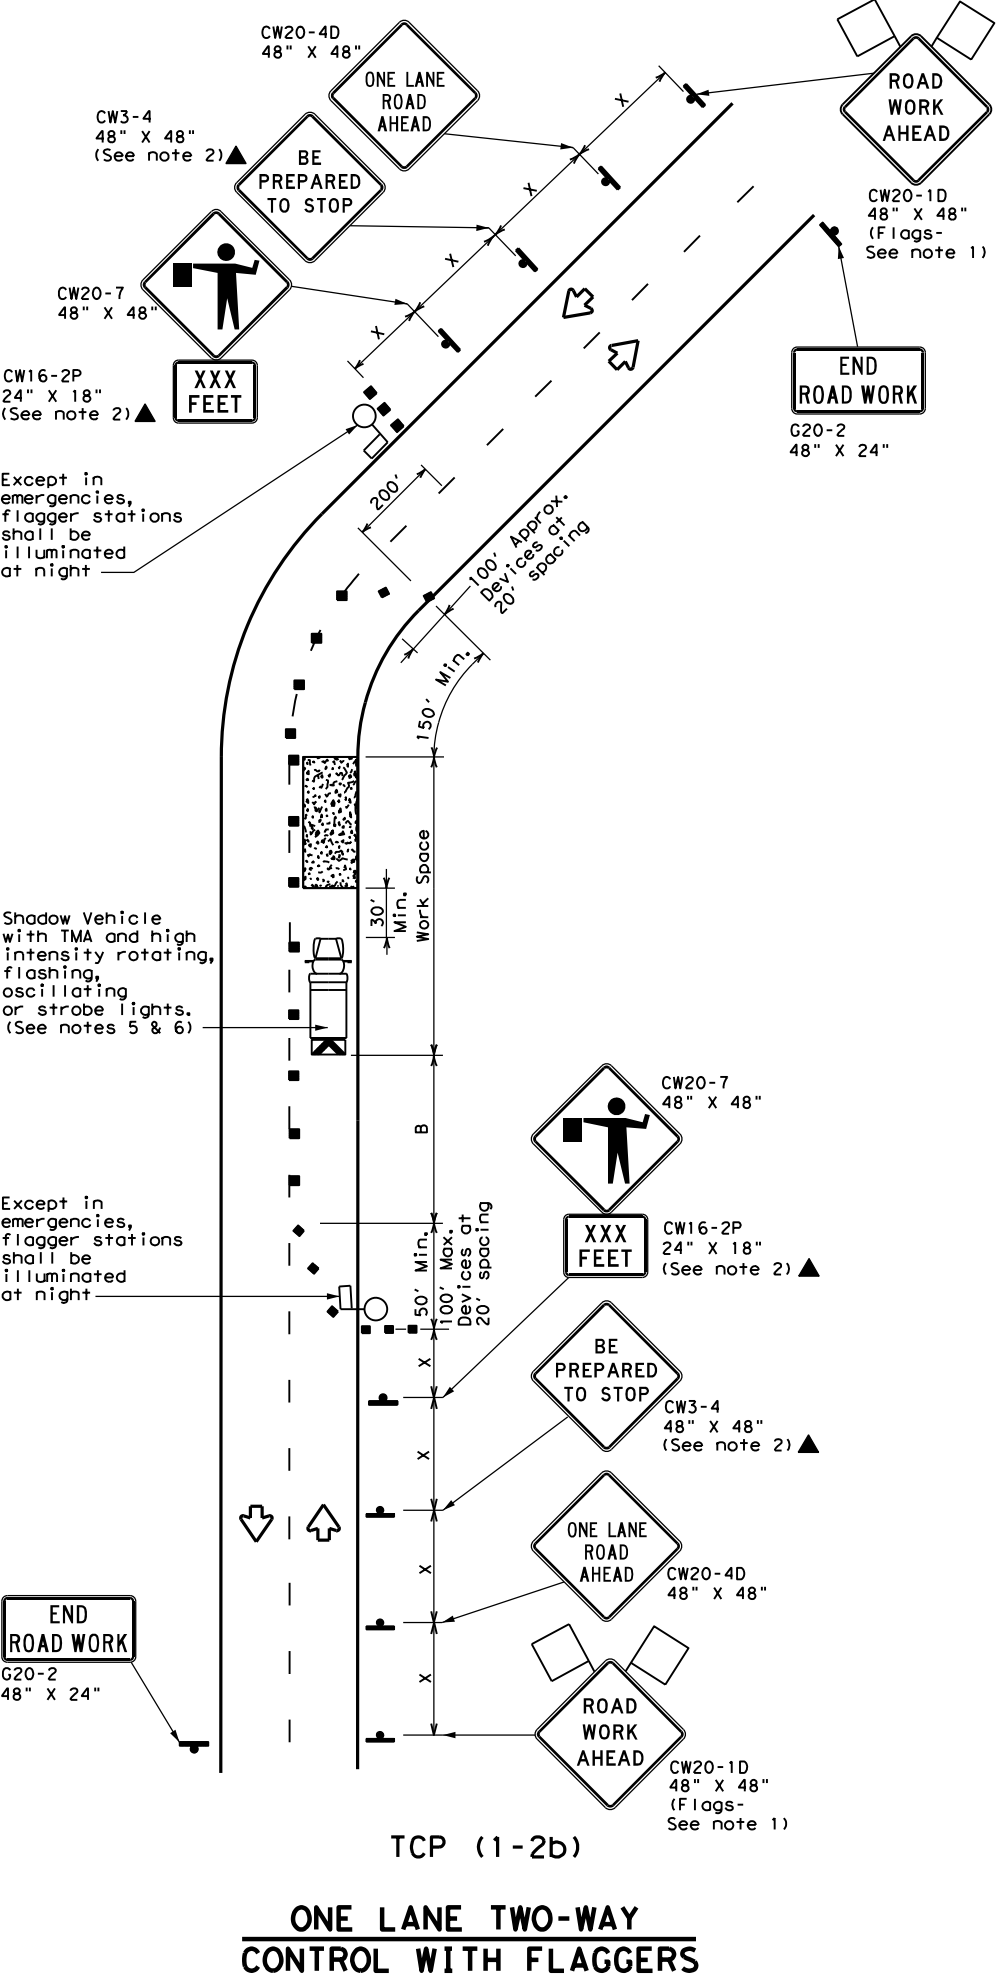 CW20-4D
48" X 48"
ONE LANE
ROAD
AHEAD
ROAD
WORK
AHEAD
CW20-1D
48" X 48"
(Flags-
See note 1)
CW3-4
48" X 48"
(See note 2)
BE
PREPARED
TO STOP
CW20-7
48" X 48"
CW16-2P
24" X 18"
(See note 2)
XXX
FEET
X
X
X
X
END
ROAD WORK
G20-2
48" X 24"
Except in
emergencies,
flagger stations
shall be
illuminated
at night
200'
100' Approx.
Devices at
20' spacing
150' Min.
Work Space
30'
Min.
Shadow Vehicle
with TMA and high
intensity rotating,
flashing,
oscillating
or strobe lights.
(See notes 5 & 6)
B
CW20-7
48" X 48"
XXX
FEET
CW16-2P
24" X 18"
(See note 2)
Except in
emergencies,
flagger stations
shall be
illuminated
at night
50' Min.
100' Max.
Devices at
20' spacing
X
X
X
X
BE
PREPARED
TO STOP
CW3-4
48" X 48"
(See note 2)
ONE LANE
ROAD
AHEAD
CW20-4D
48" X 48"
END
ROAD WORK
G20-2
48" X 24"
ROAD
WORK
AHEAD
CW20-1D
48" X 48"
(Flags-
See note 1)
TCP (1-2b)
ONE LANE TWO-WAY
CONTROL WITH FLAGGERS